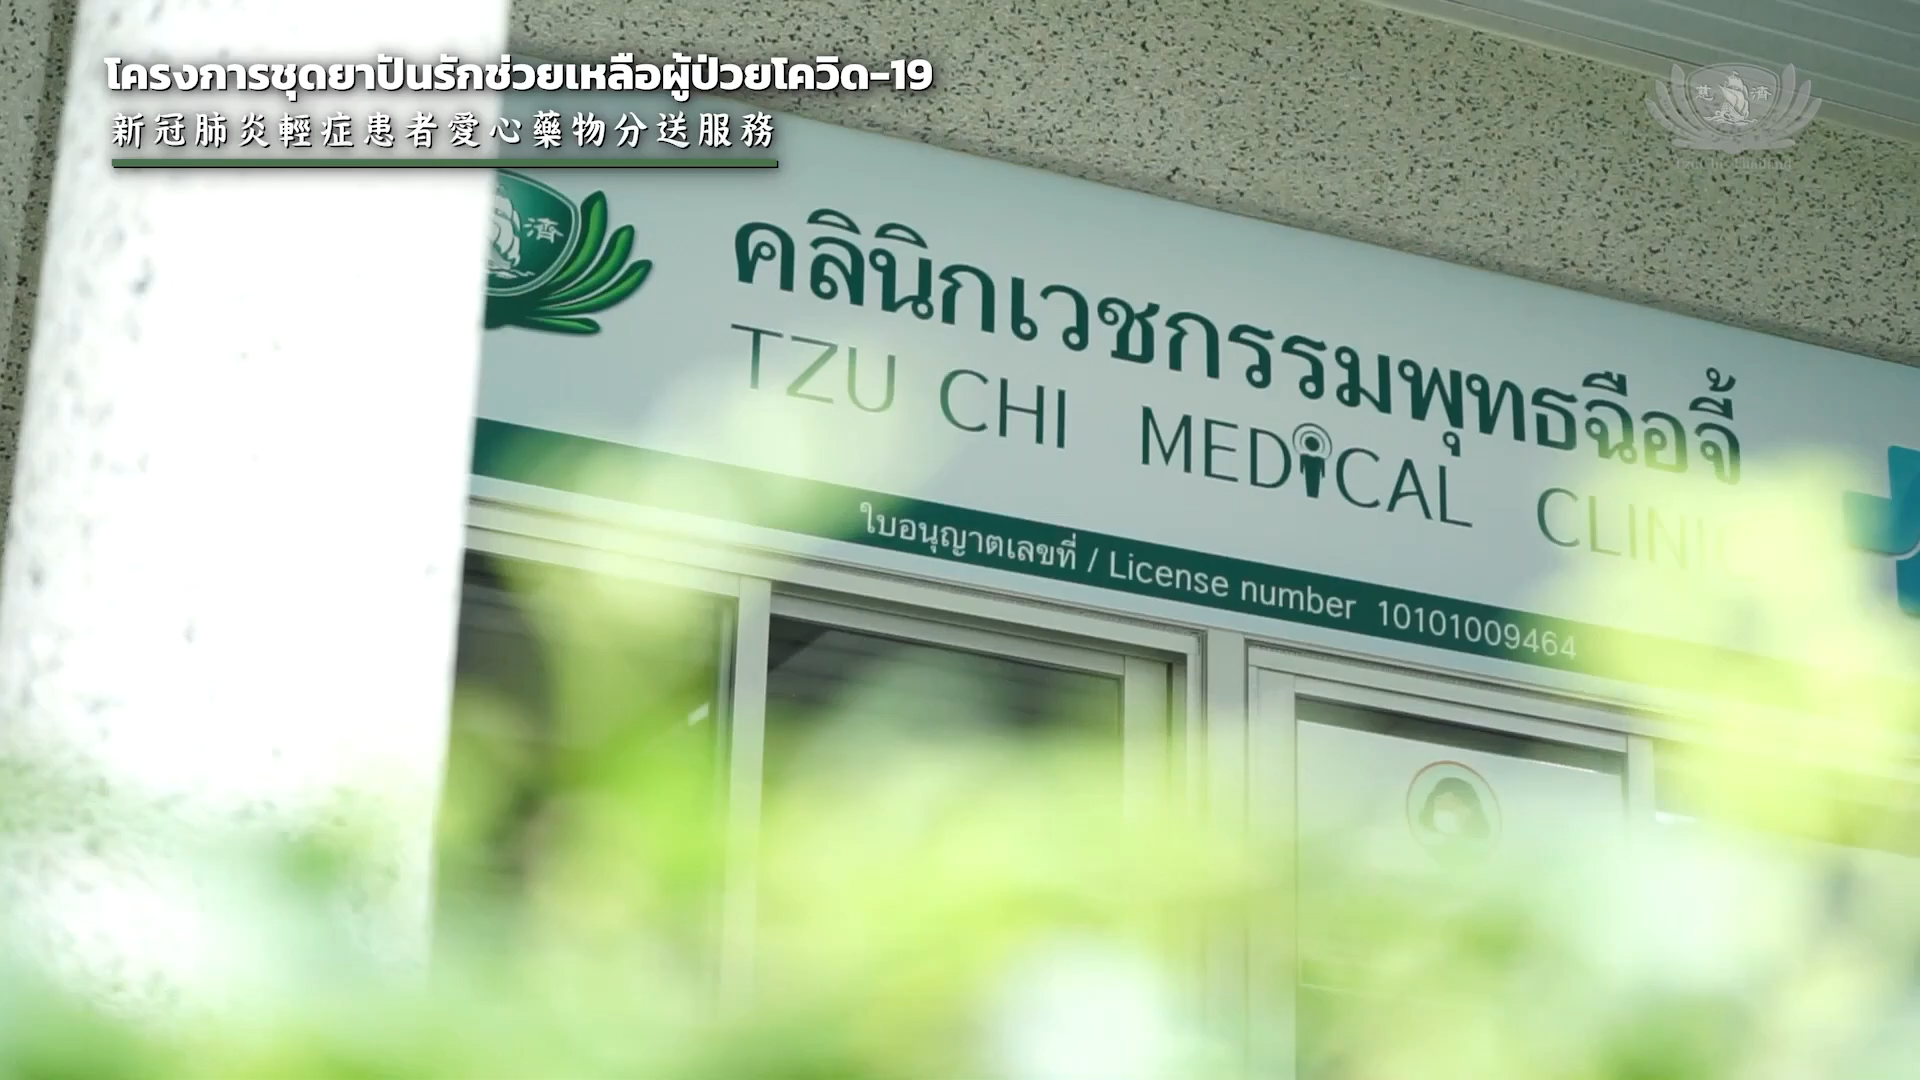 โครงการชุดยาปันรักช่วยเหลือผู้ป่วยโควิด-19
新冠肺炎輕症患者愛心藥物分送服務
慈 濟
濟
คลินิกเวชกรรมพุทธฉือจี้
TZU CHI MEDICAL CLINIC
ใบอนุญาตเลขที่ / License number 10101009464